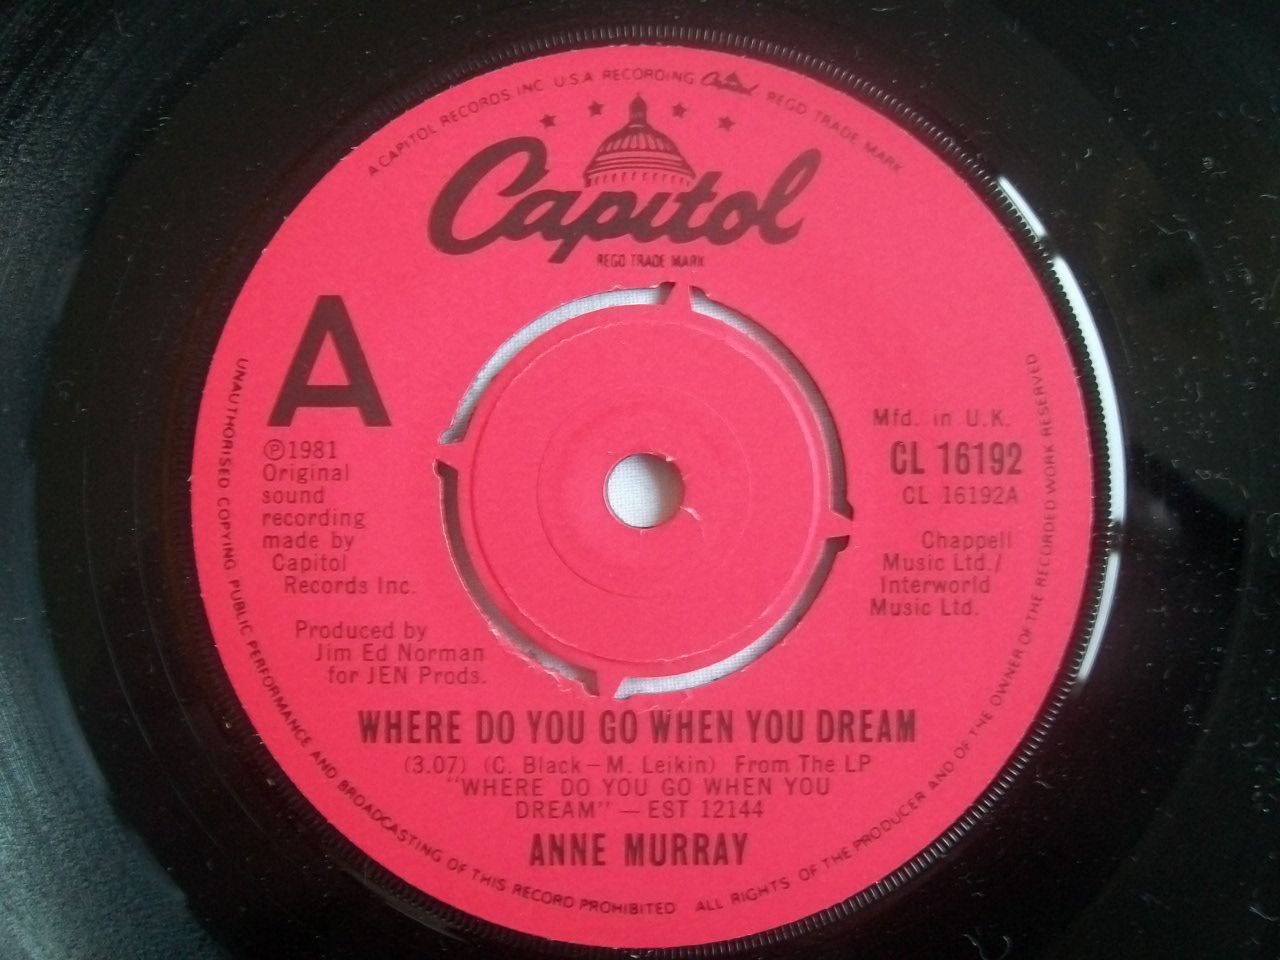 A CAPITOL RECORDS INC U.S.A RECORDING Capitol REGD TRADE MARK
Capitol
REGD TRADE MARK
A
℗1981
Original
sound
recording
made by
Capitol
Records Inc.
Produced by
Jim Ed Norman
for JEN Prods.
Mfd. in U.K.
CL 16192
CL 16192A
Chappell
Music Ltd./
Interworld
Music Ltd.
WHERE DO YOU GO WHEN YOU DREAM
(3.07) (C. Black – M. Leikin) From The LP
"WHERE DO YOU GO WHEN YOU
DREAM" — EST 12144
ANNE MURRAY
UNAUTHORISED COPYING PUBLIC PERFORMANCE AND BROADCASTING OF THIS RECORD PROHIBITED ALL RIGHTS OF THE PRODUCER AND OF THE OWNER OF THE RECORDED WORK RESERVED